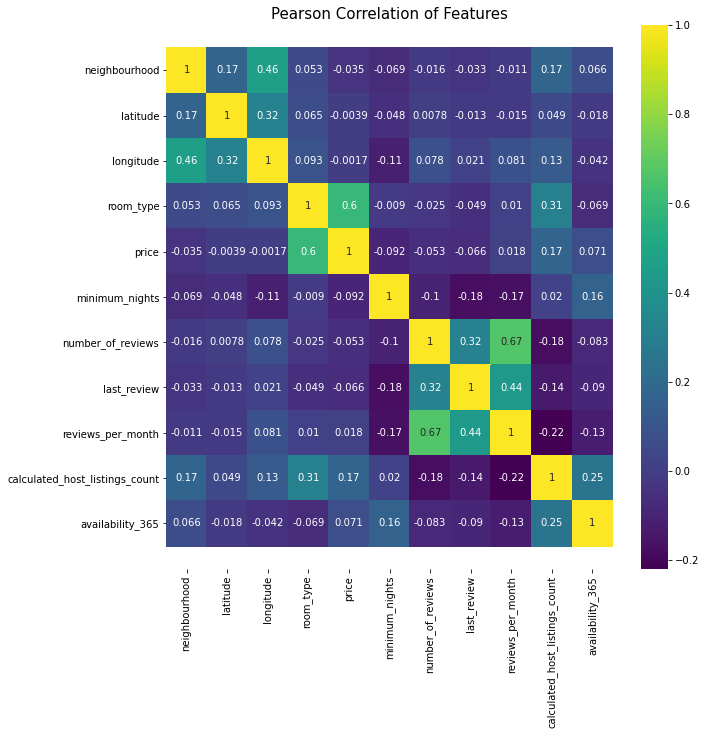 Pearson Correlation of Features
neighbourhood 1 0.17 0.46 0.053 -0.035 -0.069 -0.016 -0.033 -0.011 0.17 0.066
latitude 0.17 1 0.32 0.065 -0.0039 -0.048 0.0078 -0.013 -0.015 0.049 -0.018
longitude 0.46 0.32 1 0.093 -0.0017 -0.11 0.078 0.021 0.081 0.13 -0.042
room_type 0.053 0.065 0.093 1 0.6 -0.009 -0.025 -0.049 0.01 0.31 -0.069
price -0.035 -0.0039 -0.0017 0.6 1 -0.092 -0.053 -0.066 0.018 0.17 0.071
minimum_nights -0.069 -0.048 -0.11 -0.009 -0.092 1 -0.1 -0.18 -0.17 0.02 0.16
number_of_reviews -0.016 0.0078 0.078 -0.025 -0.053 -0.1 1 0.32 0.67 -0.18 -0.083
last_review -0.033 -0.013 0.021 -0.049 -0.066 -0.18 0.32 1 0.44 -0.14 -0.09
reviews_per_month -0.011 -0.015 0.081 0.01 0.018 -0.17 0.67 0.44 1 -0.22 -0.13
calculated_host_listings_count 0.17 0.049 0.13 0.31 0.17 0.02 -0.18 -0.14 -0.22 1 0.25
availability_365 0.066 -0.018 -0.042 -0.069 0.071 0.16 -0.083 -0.09 -0.13 0.25 1
neighbourhood
latitude
longitude
room_type
price
minimum_nights
number_of_reviews
last_review
reviews_per_month
calculated_host_listings_count
availability_365
1.0
0.8
0.6
0.4
0.2
0.0
−0.2